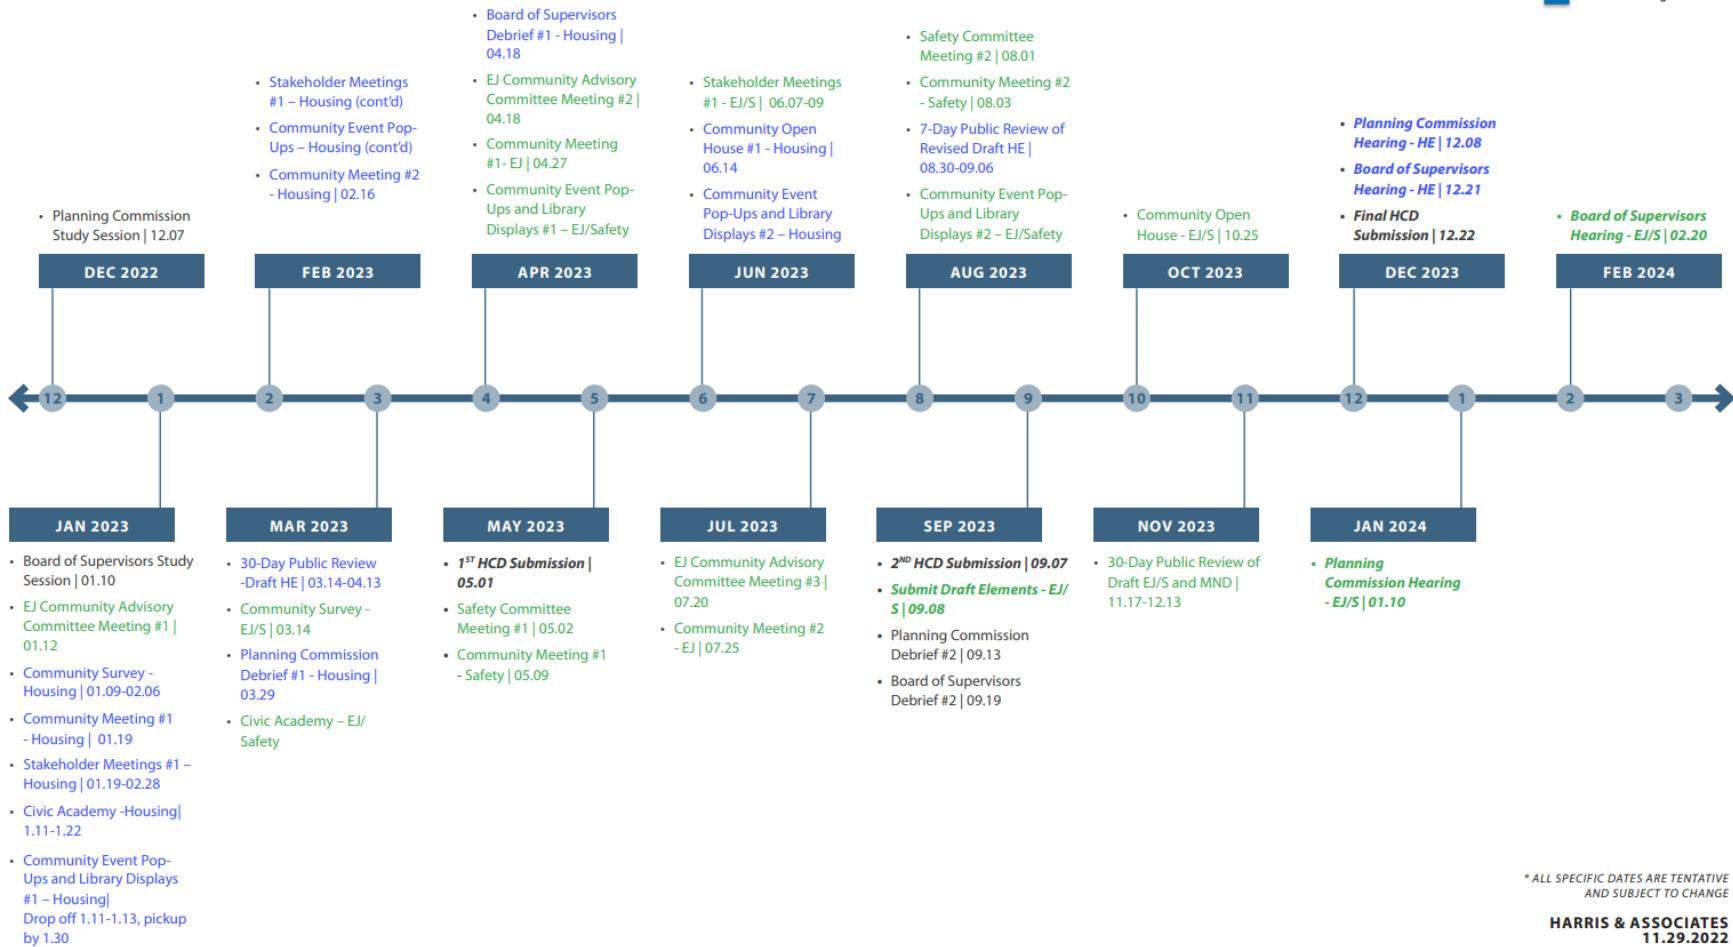 • Planning Commission
Study Session | 12.07
DEC 2022
• Stakeholder Meetings
#1 – Housing (cont'd)
• Community Event Pop-
Ups – Housing (cont'd)
• Community Meeting #2
- Housing | 02.16
FEB 2023
• Board of Supervisors
Debrief #1 - Housing |
04.18
• EJ Community Advisory
Committee Meeting #2 |
04.18
• Community Meeting
#1- EJ | 04.27
• Community Event Pop-
Ups and Library
Displays #1 – EJ/Safety
APR 2023
• Stakeholder Meetings
#1 - EJ/S | 06.07-09
• Community Open
House #1 - Housing |
06.14
• Community Event
Pop-Ups and Library
Displays #2 – Housing
JUN 2023
• Safety Committee
Meeting #2 | 08.01
• Community Meeting #2
- Safety | 08.03
• 7-Day Public Review of
Revised Draft HE |
08.30-09.06
• Community Event Pop-
Ups and Library
Displays #2 – EJ/Safety
AUG 2023
• Community Open
House - EJ/S | 10.25
OCT 2023
• Planning Commission
Hearing - HE | 12.08
• Board of Supervisors
Hearing - HE | 12.21
• Final HCD
Submission | 12.22
DEC 2023
• Board of Supervisors
Hearing - EJ/S | 02.20
FEB 2024
12 1 2 3 4 5 6 7 8 9 10 11 12 1 2 3
JAN 2023
• Board of Supervisors Study
Session | 01.10
• EJ Community Advisory
Committee Meeting #1 |
01.12
• Community Survey -
Housing | 01.09-02.06
• Community Meeting #1
- Housing | 01.19
• Stakeholder Meetings #1 –
Housing | 01.19-02.28
• Civic Academy -Housing|
1.11-1.22
• Community Event Pop-
Ups and Library Displays
#1 – Housing|
Drop off 1.11-1.13, pickup
by 1.30
MAR 2023
• 30-Day Public Review
-Draft HE | 03.14-04.13
• Community Survey -
EJ/S | 03.14
• Planning Commission
Debrief #1 - Housing |
03.29
• Civic Academy – EJ/
Safety
MAY 2023
• 1ST HCD Submission |
05.01
• Safety Committee
Meeting #1 | 05.02
• Community Meeting #1
- Safety | 05.09
JUL 2023
• EJ Community Advisory
Committee Meeting #3 |
07.20
• Community Meeting #2
- EJ | 07.25
SEP 2023
• 2ND HCD Submission | 09.07
• Submit Draft Elements - EJ/
S | 09.08
• Planning Commission
Debrief #2 | 09.13
• Board of Supervisors
Debrief #2 | 09.19
NOV 2023
• 30-Day Public Review of
Draft EJ/S and MND |
11.17-12.13
JAN 2024
• Planning
Commission Hearing
- EJ/S | 01.10
* ALL SPECIFIC DATES ARE TENTATIVE
AND SUBJECT TO CHANGE
HARRIS & ASSOCIATES
11.29.2022